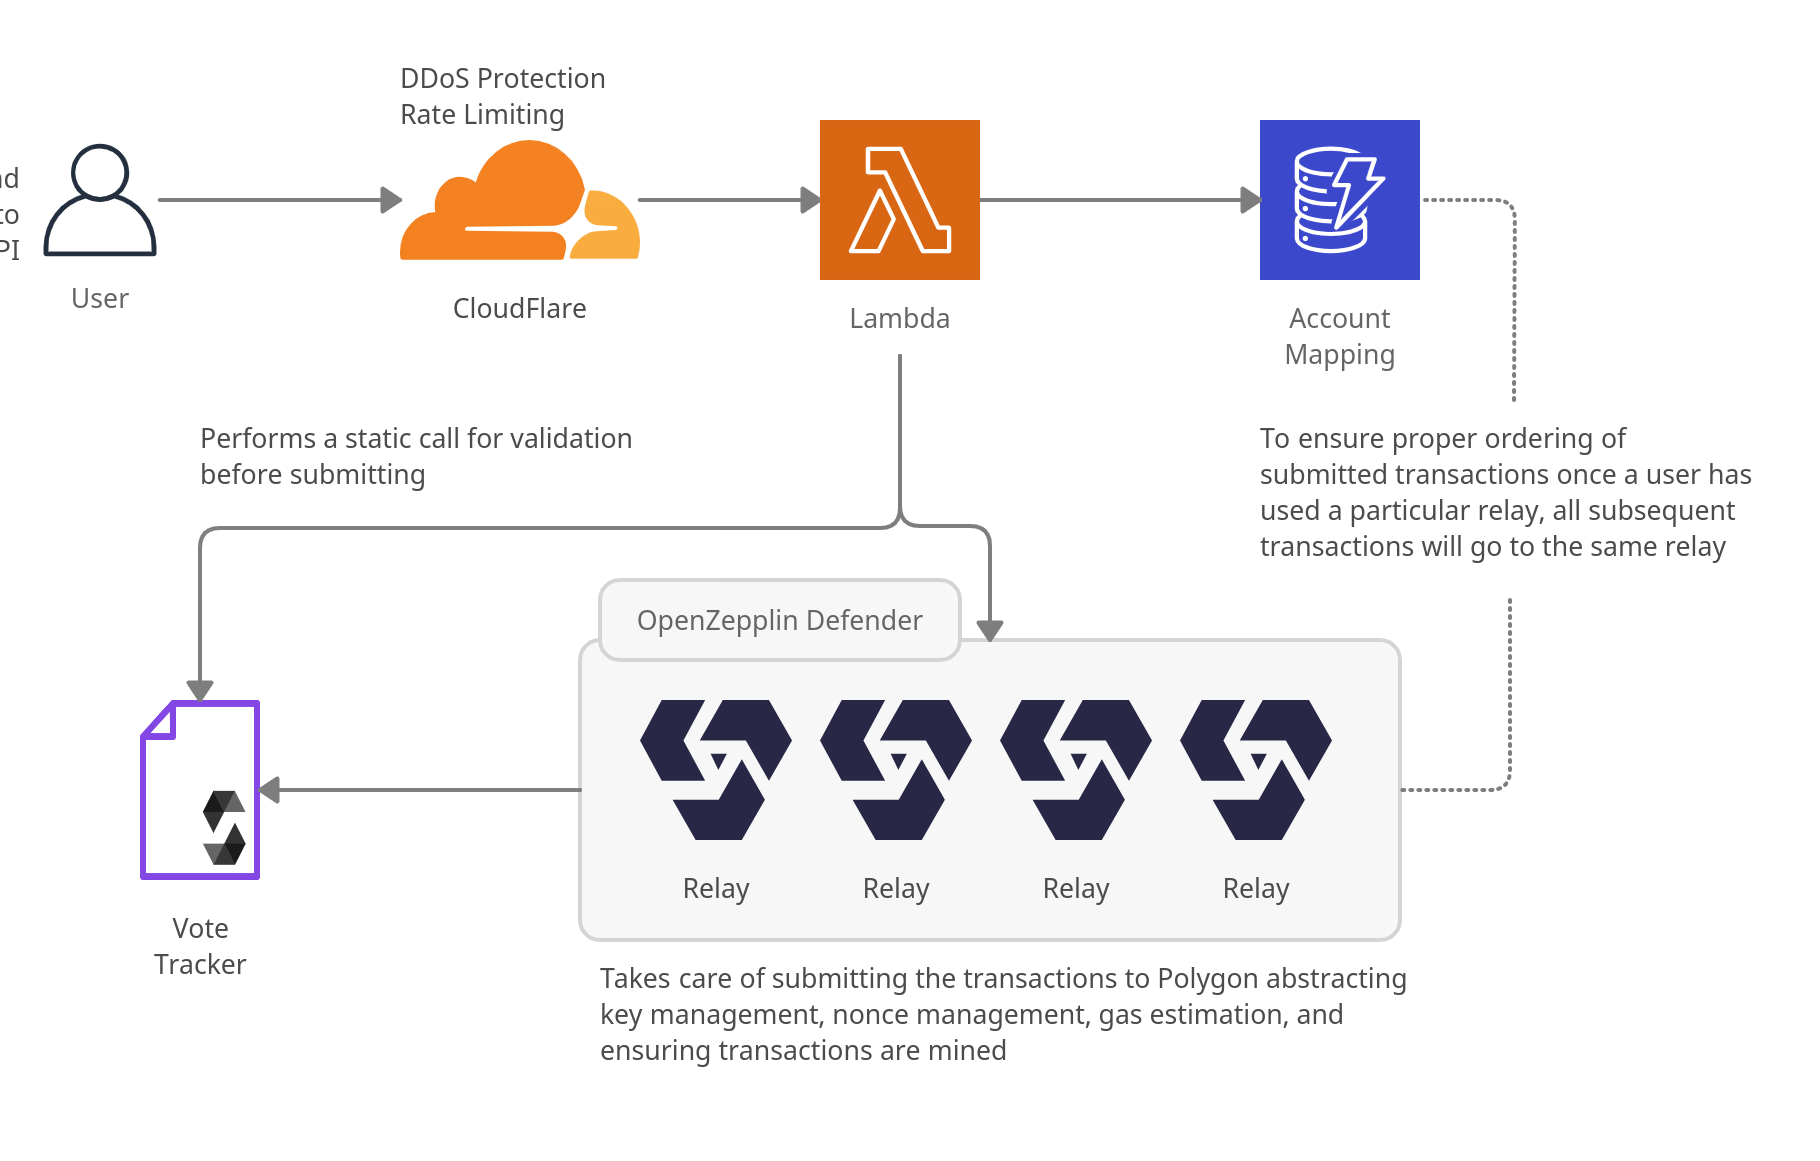 DDoS Protection
Rate Limiting
to
PI
User
CloudFlare
Lambda
Account
Mapping
Performs a static call for validation
before submitting
To ensure proper ordering of
submitted transactions once a user has
used a particular relay, all subsequent
transactions will go to the same relay
OpenZepplin Defender
Relay
Relay
Relay
Relay
Vote
Tracker
Takes care of submitting the transactions to Polygon abstracting
key management, nonce management, gas estimation, and
ensuring transactions are mined